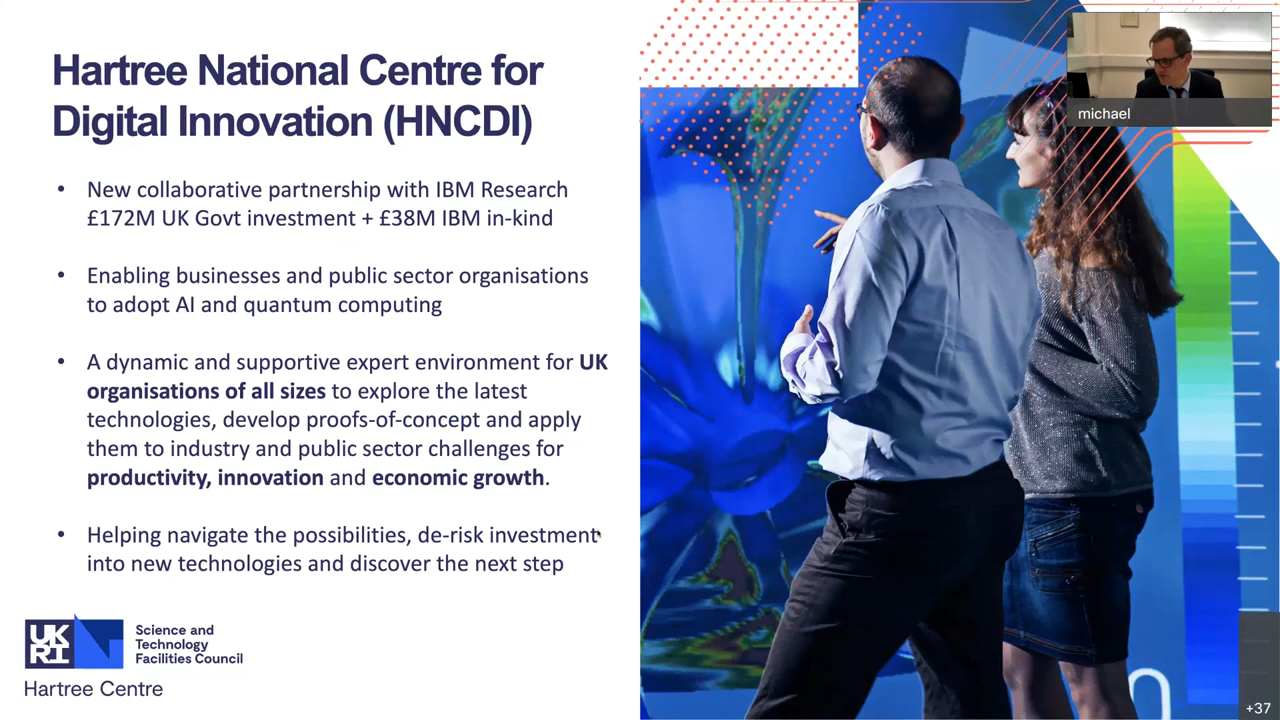 Hartree National Centre for
Digital Innovation (HNCDI)
• New collaborative partnership with IBM Research
£172M UK Govt investment + £38M IBM in-kind
• Enabling businesses and public sector organisations
to adopt AI and quantum computing
• A dynamic and supportive expert environment for UK
organisations of all sizes to explore the latest
technologies, develop proofs-of-concept and apply
them to industry and public sector challenges for
productivity, innovation and economic growth.
• Helping navigate the possibilities, de-risk investment
into new technologies and discover the next step
UK
RI
Science and
Technology
Facilities Council
Hartree Centre
michael
0
+37